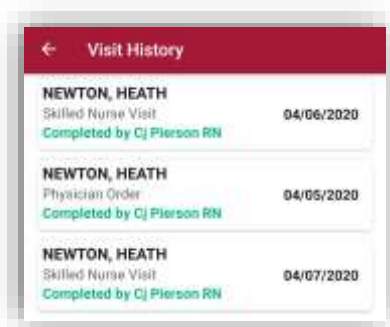 Visit History
NEWTON, HEATH
Skilled Nurse Visit
04/06/2020
Completed by Cj Pierson RN
NEWTON, HEATH
Physician Order
04/05/2020
Completed by Cj Pierson RN
NEWTON, HEATH
Skilled Nurse Visit
04/07/2020
Completed by Cj Pierson RN